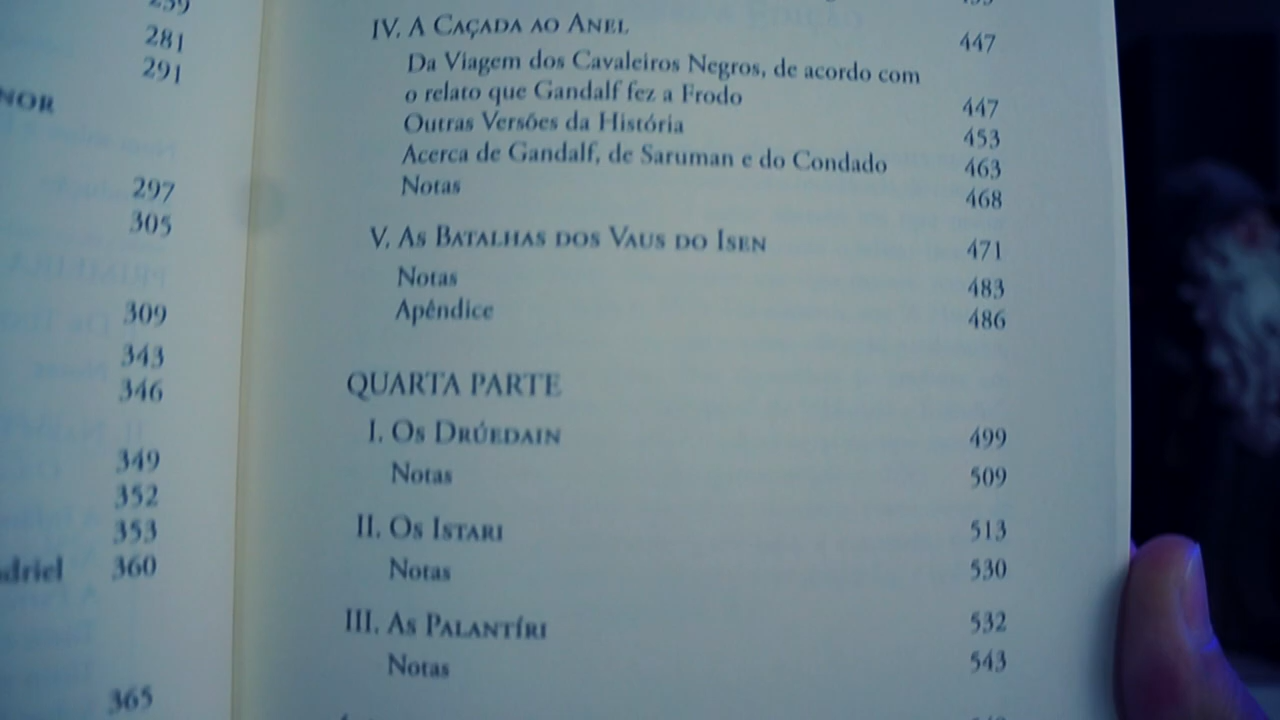 281
291
NOR
297
305
309
343
346
349
352
353
adriel 360
365
IV. A Caçada ao Anel 447
Da Viagem dos Cavaleiros Negros, de acordo com
o relato que Gandalf fez a Frodo 447
Outras Versões da História 453
Acerca de Gandalf, de Saruman e do Condado 463
Notas 468
V. As Batalhas dos Vaus do Isen 471
Notas 483
Apêndice 486
QUARTA PARTE
I. Os Drúedain 499
Notas 509
II. Os Istari 513
Notas 530
III. As Palantíri 532
Notas 543